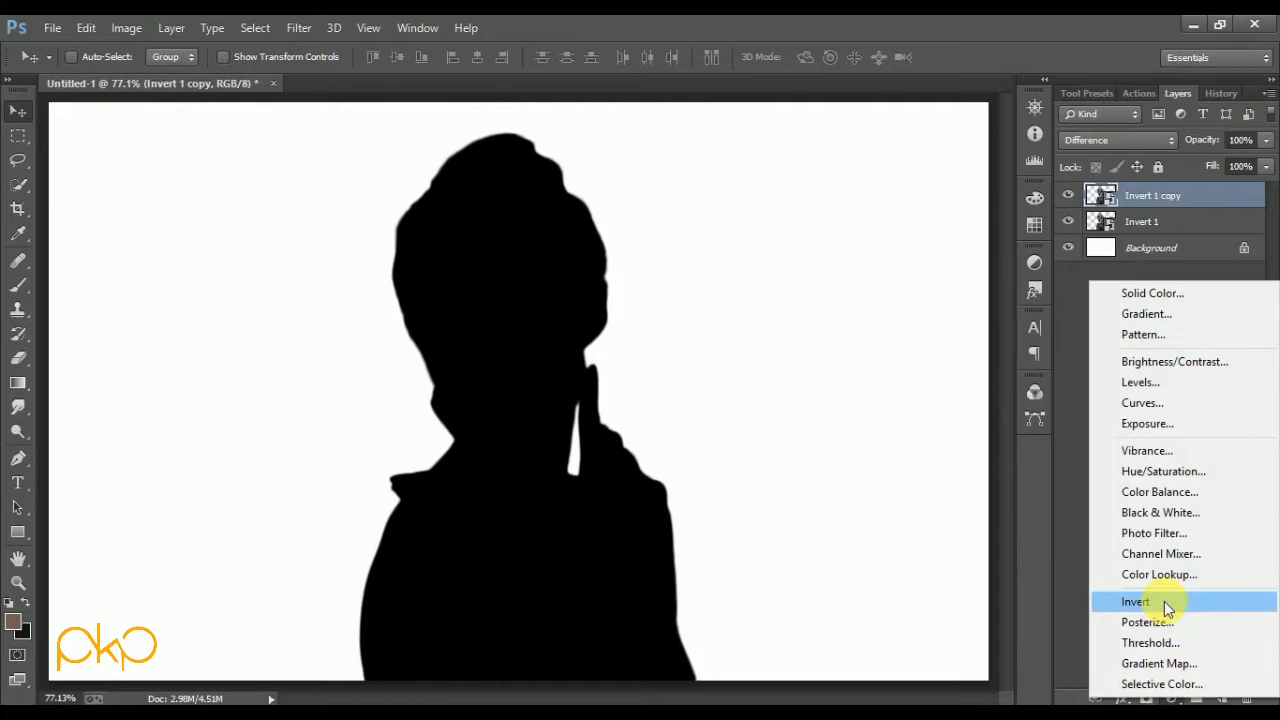 Ps File Edit Image Layer Type Select Filter 3D View Window Help
Auto-Select: Group Show Transform Controls 3D Mode: Essentials
Untitled-1 @ 77.1% (Invert 1 copy, RGB/8) * ×
Tool Presets Actions Layers History
Kind
Difference Opacity: 100%
Lock: Fill: 100%
Invert 1 copy
Invert 1
Background
Solid Color...
Gradient...
Pattern...
Brightness/Contrast...
Levels...
Curves...
Exposure...
Vibrance...
Hue/Saturation...
Color Balance...
Black & White...
Photo Filter...
Channel Mixer...
Color Lookup...
Invert
Posterize...
Threshold...
Gradient Map...
Selective Color...
pkp
77.13% Doc: 2.98M/4.51M